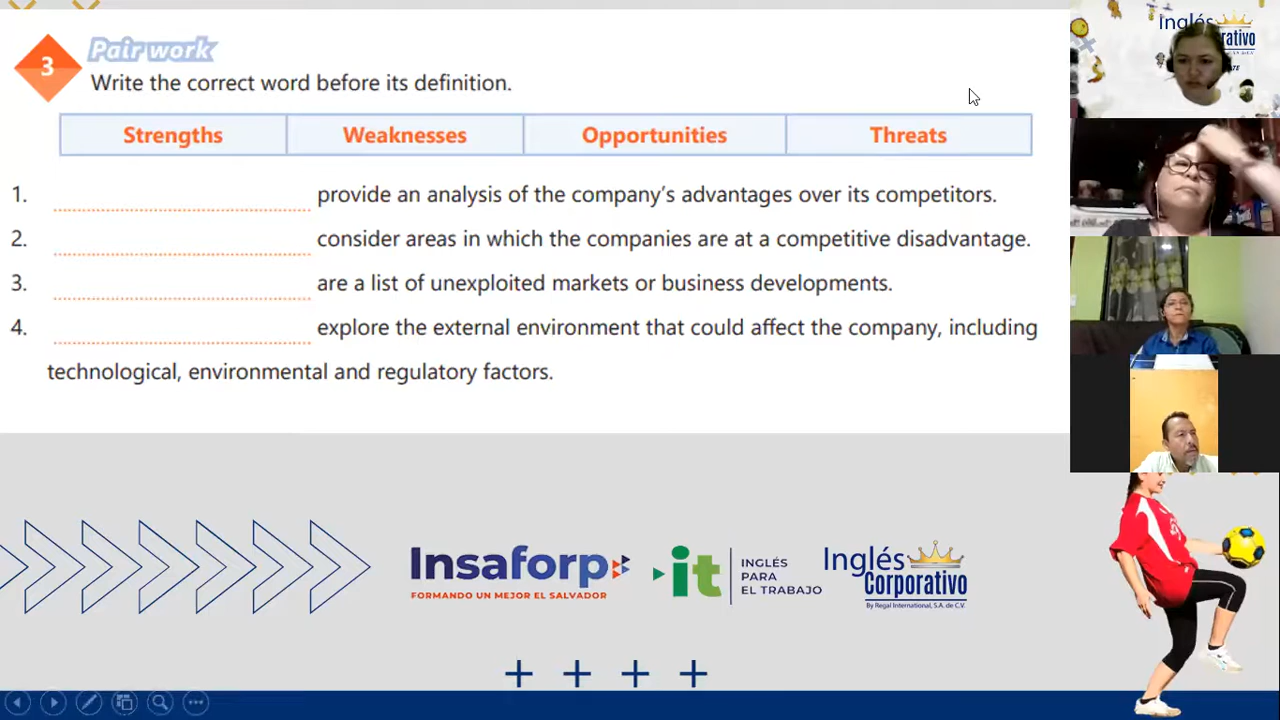 3
Pair work
Write the correct word before its definition.
Strengths Weaknesses Opportunities Threats
1. provide an analysis of the company's advantages over its competitors.
2. consider areas in which the companies are at a competitive disadvantage.
3. are a list of unexploited markets or business developments.
4. explore the external environment that could affect the company, including
technological, environmental and regulatory factors.
Insaforp
FORMANDO UN MEJOR EL SALVADOR
it
INGLÉS
PARA
EL TRABAJO
Inglés
Corporativo
By Regal International, S.A. de C.V.
Inglés